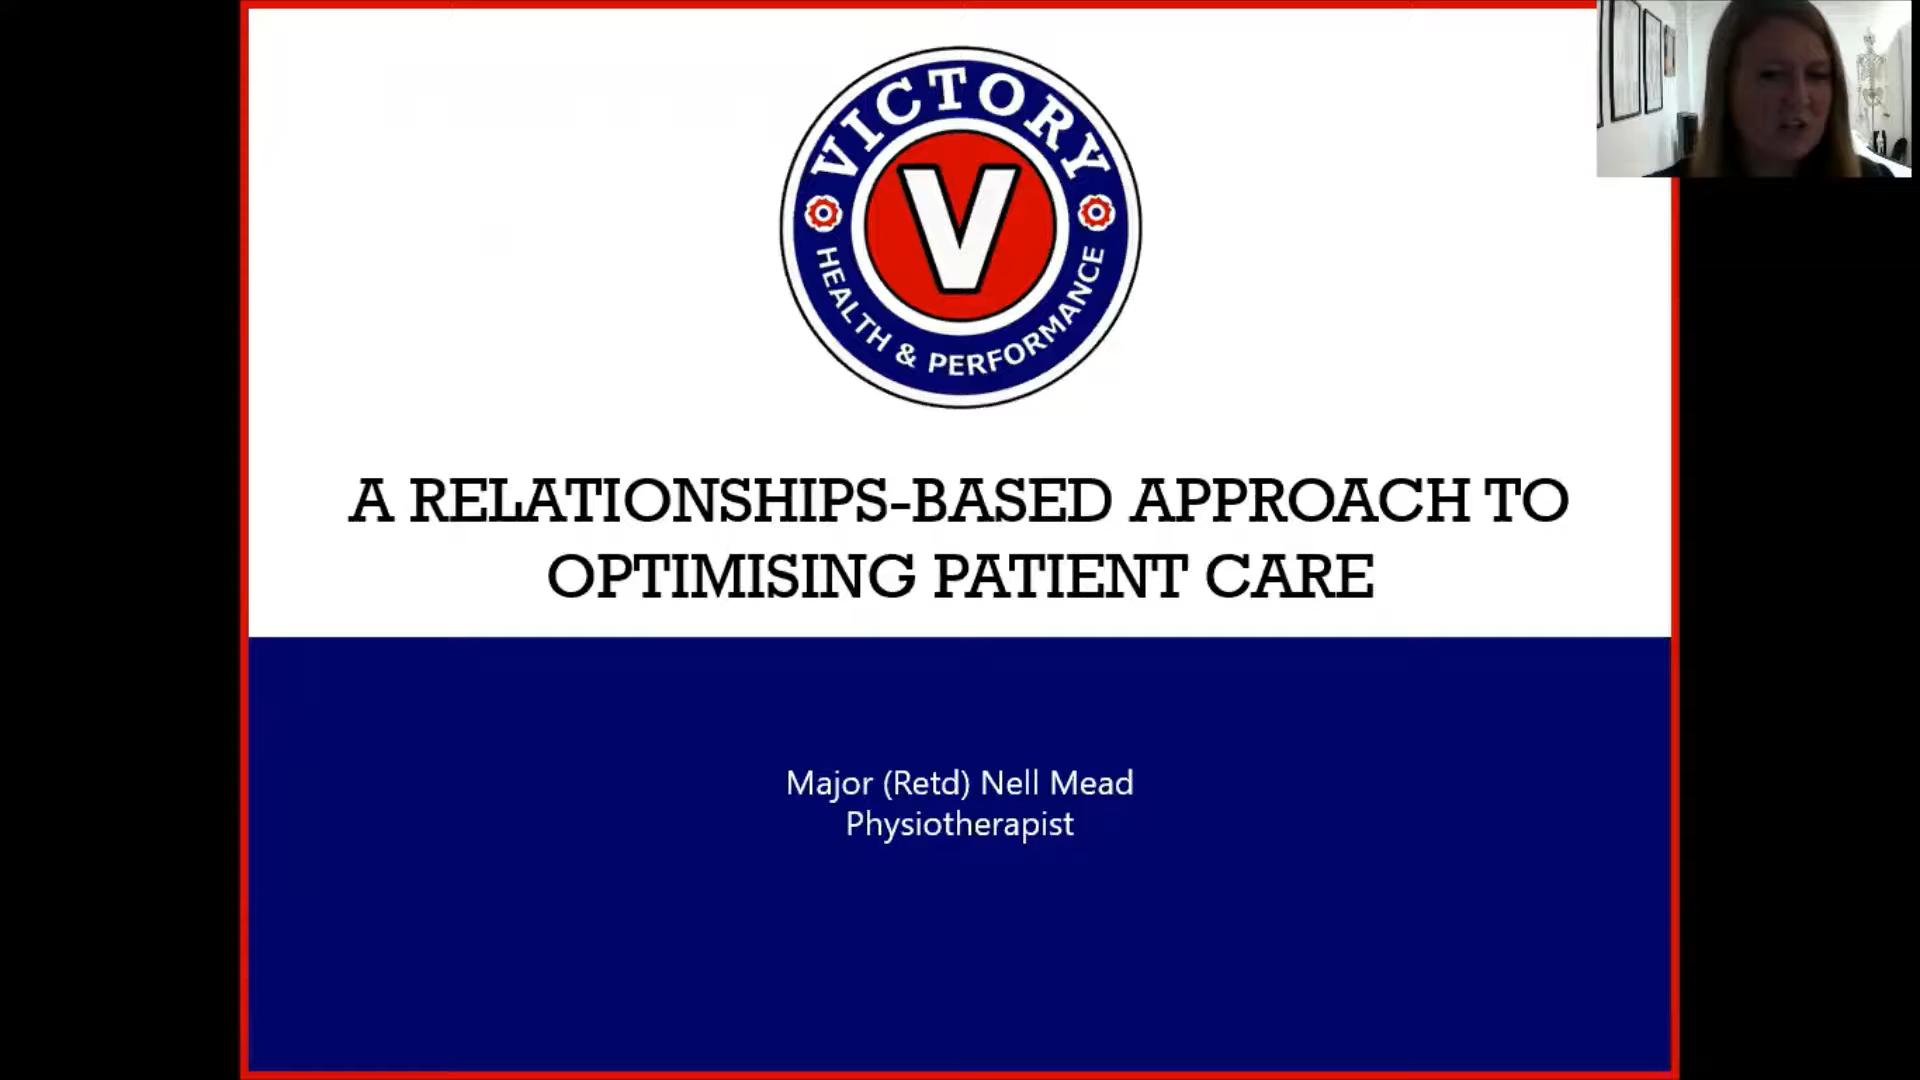 VICTORY
V
HEALTH & PERFORMANCE
A RELATIONSHIPS-BASED APPROACH TO
OPTIMISING PATIENT CARE
Major (Retd) Nell Mead
Physiotherapist